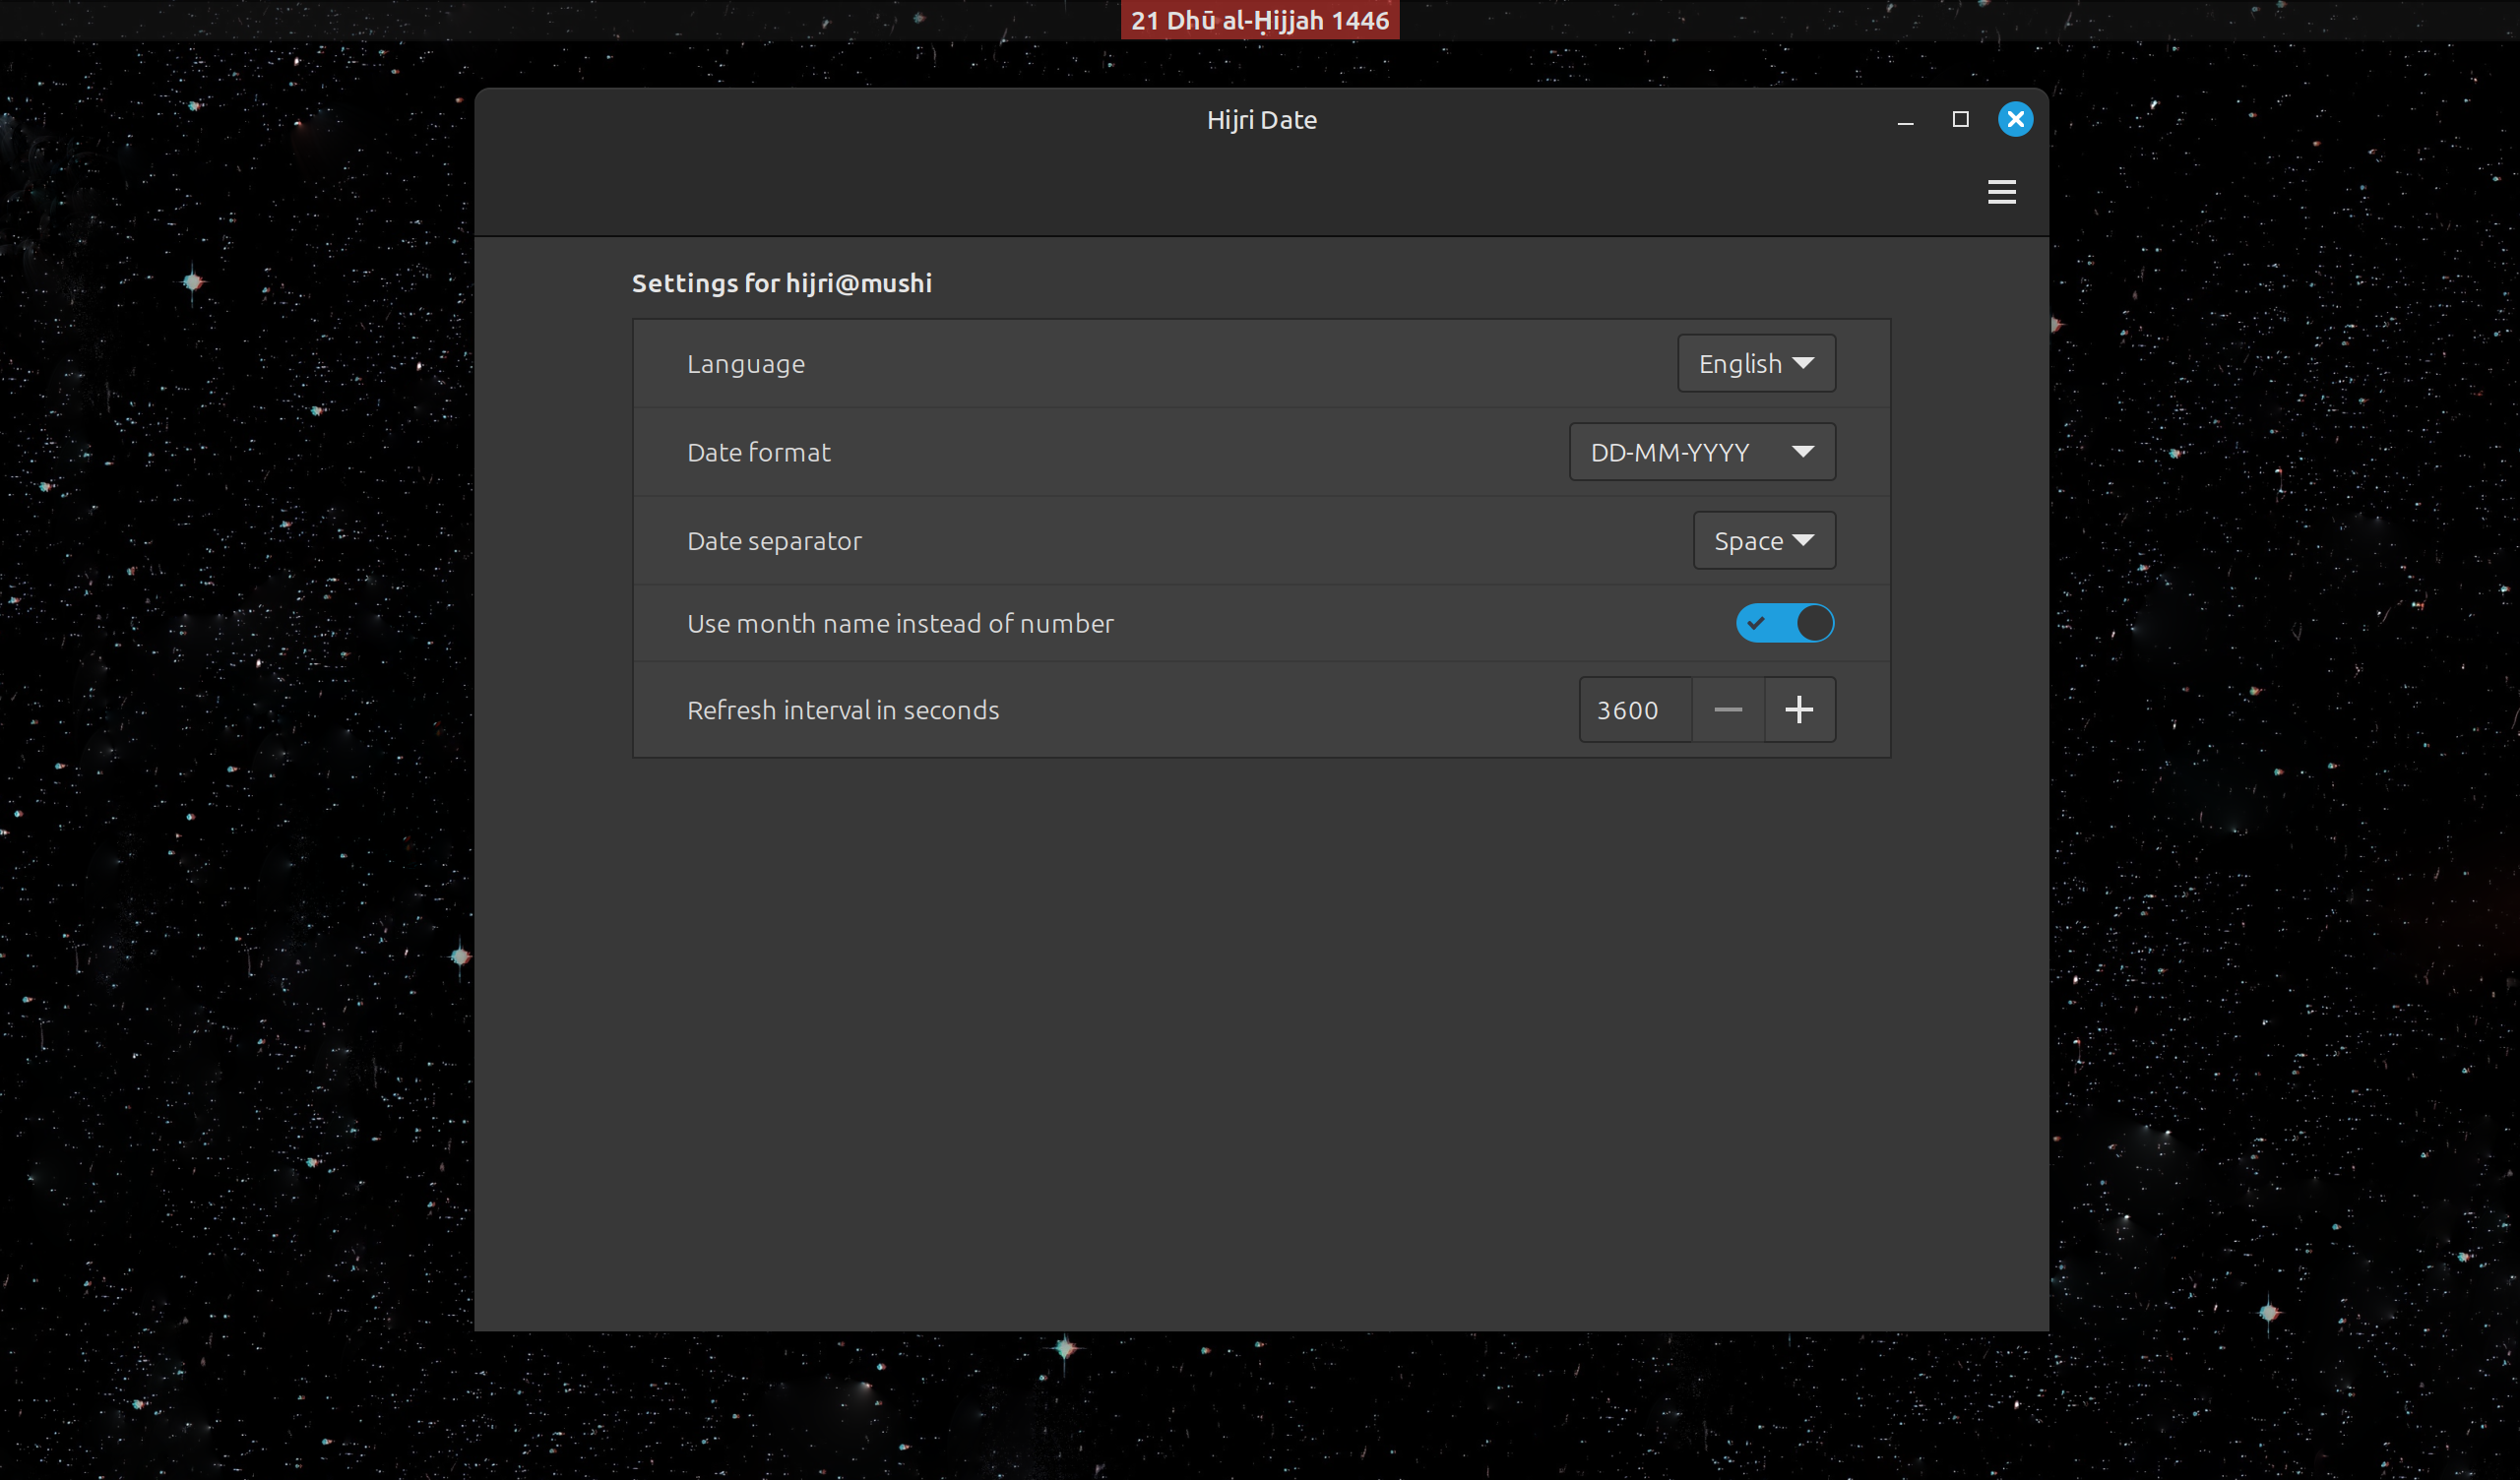 21 Dhū al-Ḥijjah 1446
Hijri Date
Settings for hijri@mushi
Language English
Date format DD-MM-YYYY
Date separator Space
Use month name instead of number
Refresh interval in seconds 3600